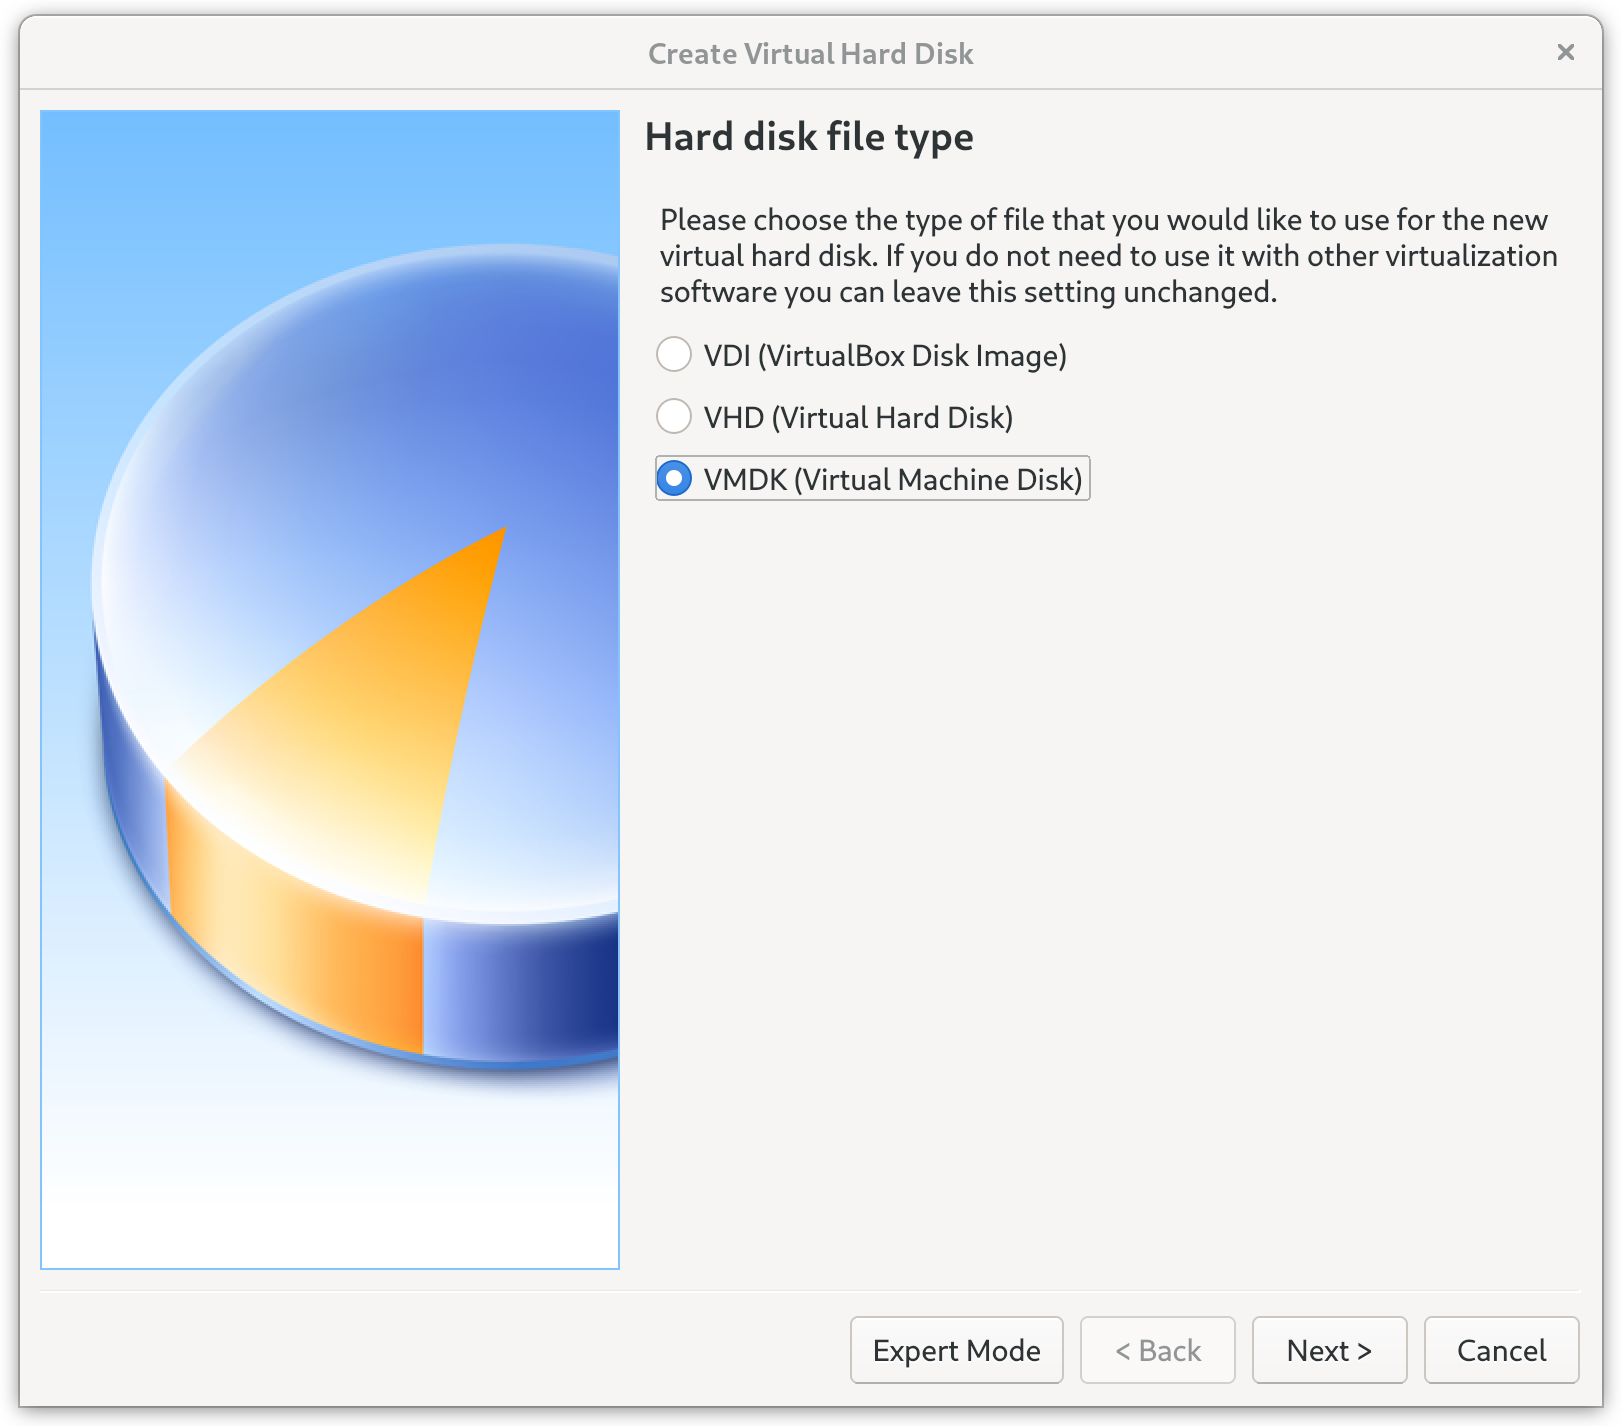 Create Virtual Hard Disk
Hard disk file type
Please choose the type of file that you would like to use for the new
virtual hard disk. If you do not need to use it with other virtualization
software you can leave this setting unchanged.
VDI (VirtualBox Disk Image)
VHD (Virtual Hard Disk)
VMDK (Virtual Machine Disk)
Expert Mode
< Back
Next >
Cancel